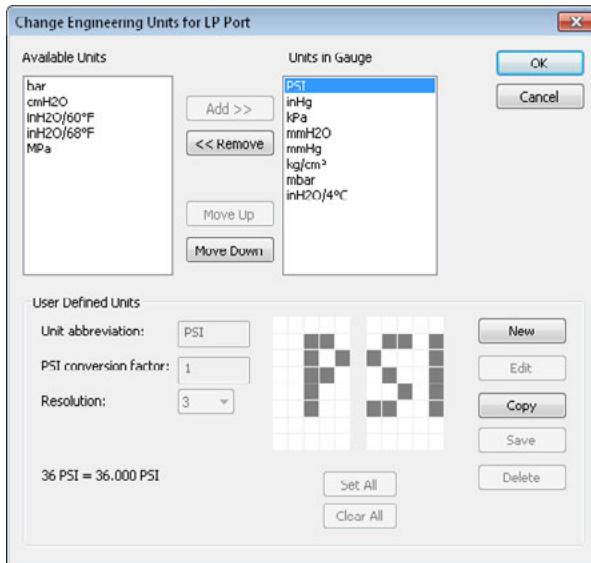 Change Engineering Units for LP Port
Available Units
Units in Gauge
bar
cmH2O
inH2O/60°F
inH2O/68°F
MPa
Add >>
<< Remove
Move Up
Move Down
PSI
inHg
kPa
mmH2O
mmHg
kg/cm²
mbar
inH2O/4°C
OK
Cancel
User Defined Units
Unit abbreviation:
PSI
PSI conversion factor:
1
Resolution:
3
36 PSI = 36.000 PSI
PSI
Set All
Clear All
New
Edit
Copy
Save
Delete